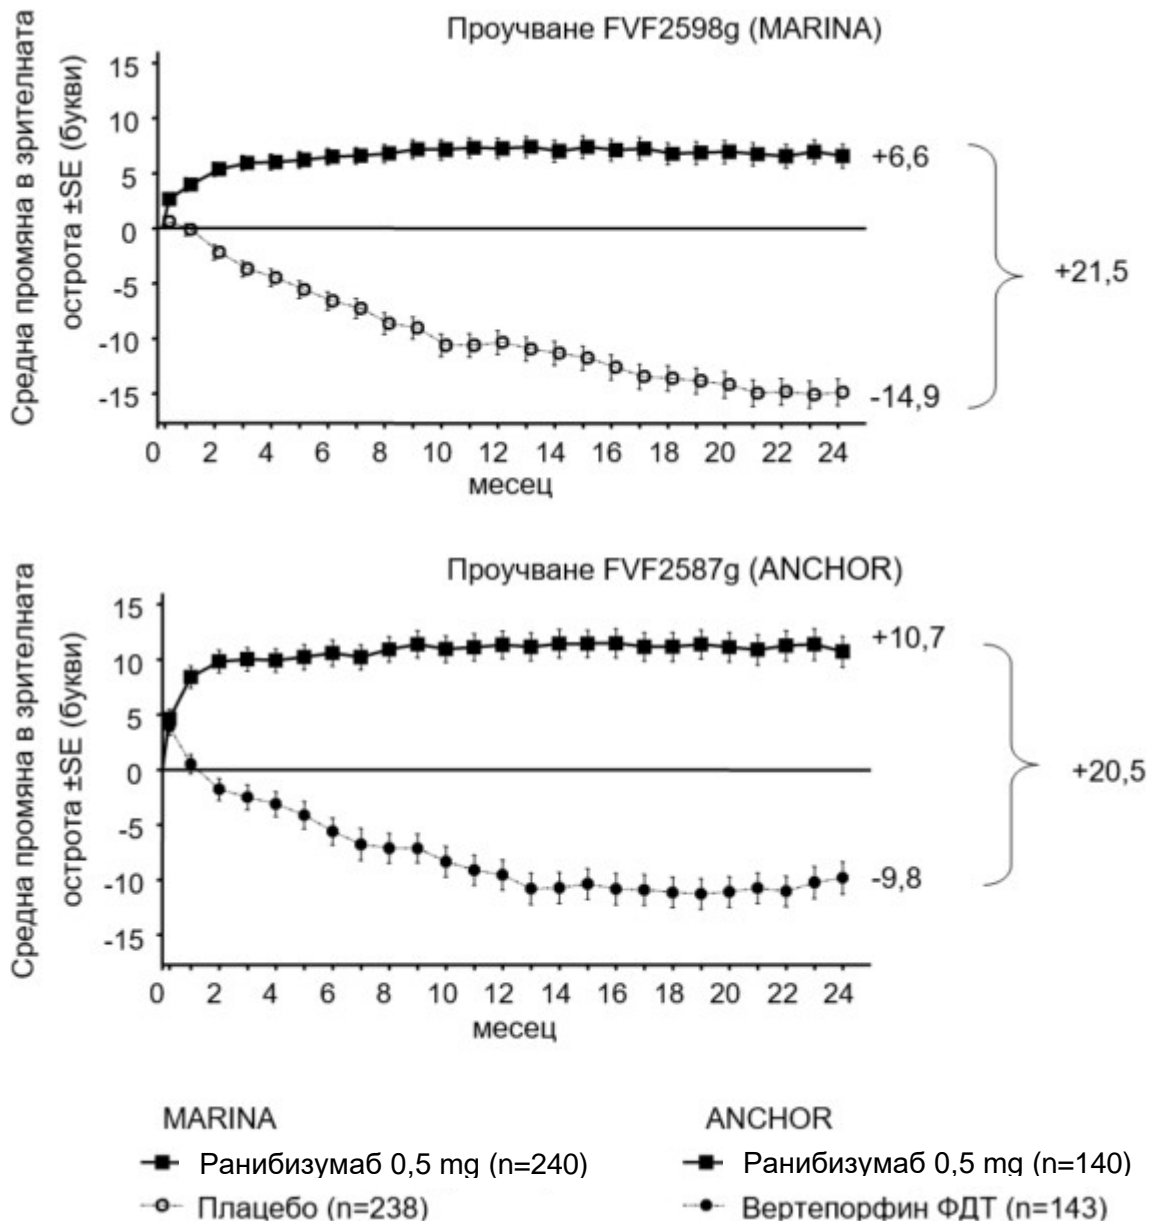 Проучване FVF2598g (MARINA)
Средна промяна в зрителната
острота ±SE (букви)
15
10
5
0
-5
-10
-15
+6,6
+21,5
-14,9
0 2 4 6 8 10 12 14 16 18 20 22 24
месец
Проучване FVF2587g (ANCHOR)
Средна промяна в зрителната
острота ±SE (букви)
15
10
5
0
-5
-10
-15
+10,7
+20,5
-9,8
0 2 4 6 8 10 12 14 16 18 20 22 24
месец
MARINA
Ранибизумаб 0,5 mg (n=240)
Плацебо (n=238)
ANCHOR
Ранибизумаб 0,5 mg (n=140)
Вертепорфин ФДТ (n=143)